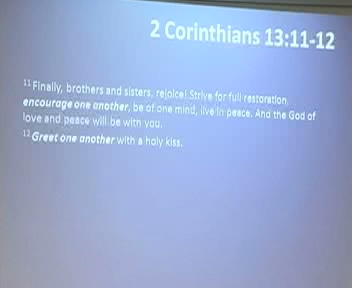 2 Corinthians 13:11-12
11 Finally, brothers and sisters, rejoice! Strive for full restoration,
encourage one another, be of one mind, live in peace. And the God of
love and peace will be with you.
12 Greet one another with a holy kiss.